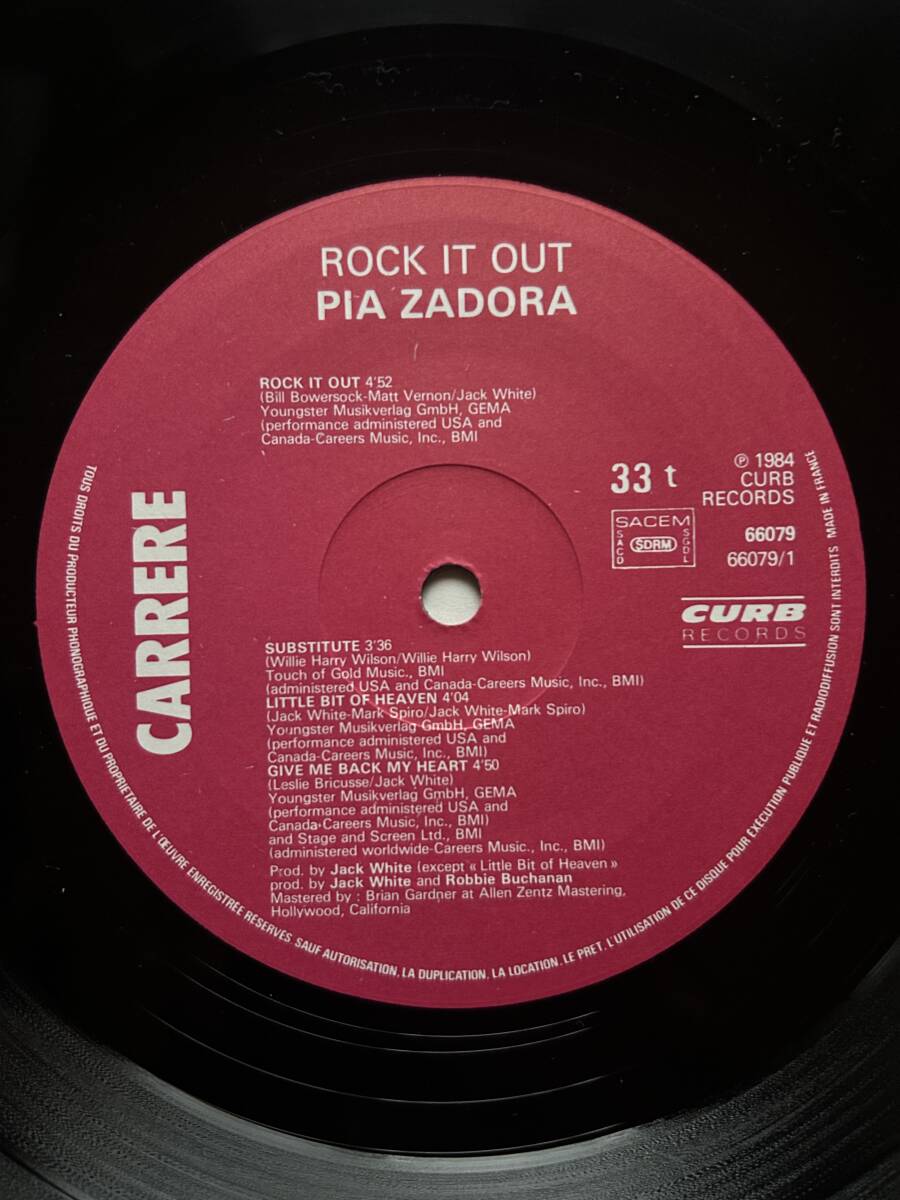 ROCK IT OUT
PIA ZADORA
ROCK IT OUT 4'52
(Bill Bowersock-Matt Vernon/Jack White)
Youngster Musikverlag GmbH, GEMA
(performance administered USA and
Canada-Careers Music, Inc., BMI
33 t
SACEM
SACD
SDRM
SGDL
℗ 1984
CURB
RECORDS
66079
66079/1
CURB
RECORDS
CARRERE
SUBSTITUTE 3'36
(Willie Harry Wilson/Willie Harry Wilson)
Touch of Gold Music., BMI
(administered USA and Canada-Careers Music, Inc., BMI)
LITTLE BIT OF HEAVEN 4'04
(Jack White-Mark Spiro/Jack White-Mark Spiro)
Youngster Musikverlag GmbH, GEMA
(performance administered USA and
Canada-Careers Music, Inc., BMI)
GIVE ME BACK MY HEART 4'50
(Leslie Bricusse/Jack White)
Youngster Musikverlag GmbH, GEMA
(performance administered USA and
Canada-Careers Music, Inc., BMI)
and Stage and Screen Ltd., BMI
(administered worldwide-Careers Music, Inc., BMI)
Prod. by Jack White (except « Little Bit of Heaven »
prod. by Jack White and Robbie Buchanan
Mastered by : Brian Gardner at Allen Zentz Mastering,
Hollywood, California
TOUS DROITS DU PRODUCTEUR PHONOGRAPHIQUE ET DU PROPRIETAIRE DE L'ŒUVRE ENREGISTREE RESERVES. SAUF AUTORISATION, LA DUPLICATION, LA LOCATION, LE PRET, L'UTILISATION DE CE DISQUE POUR EXECUTION PUBLIQUE ET RADIODIFFUSION SONT INTERDITS MADE IN FRANCE